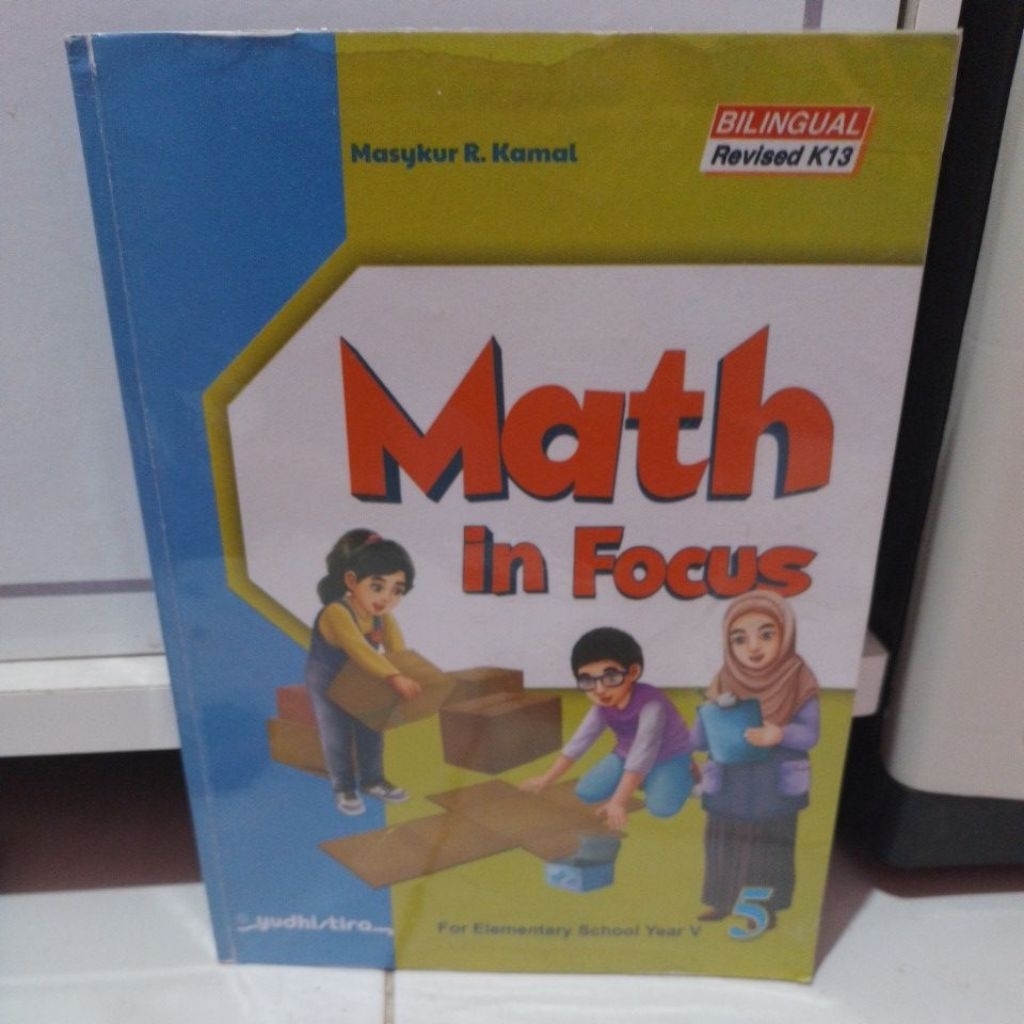 Masykur R. Kamal
BILINGUAL
Revised K13
Math
in Focus
yudhistira
For Elementary School Year V
5